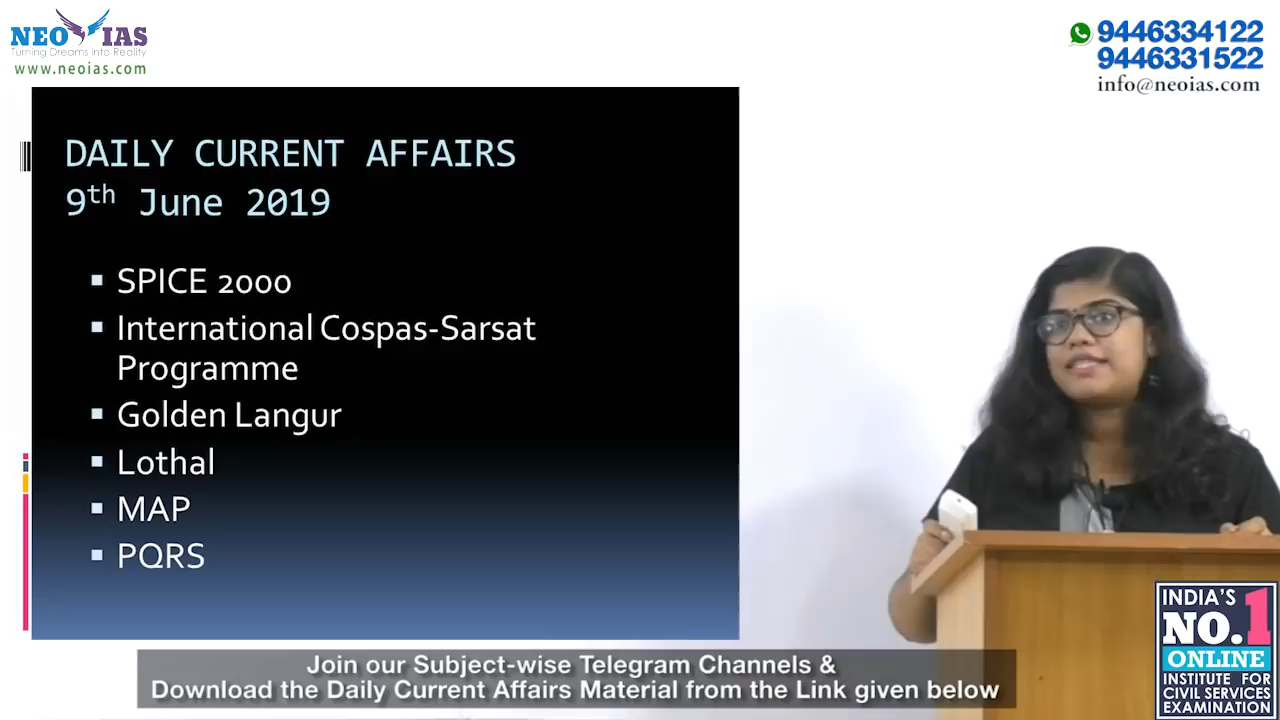 NEO IAS
Turning Dreams into Reality
www.neoias.com
9446334122
9446331522
info@neoias.com
DAILY CURRENT AFFAIRS
9th June 2019
▪ SPICE 2000
▪ International Cospas-Sarsat
Programme
▪ Golden Langur
▪ Lothal
▪ MAP
▪ PQRS
INDIA'S
NO.1
ONLINE
INSTITUTE FOR
CIVIL SERVICES
EXAMINATION
Join our Subject-wise Telegram Channels &
Download the Daily Current Affairs Material from the Link given below